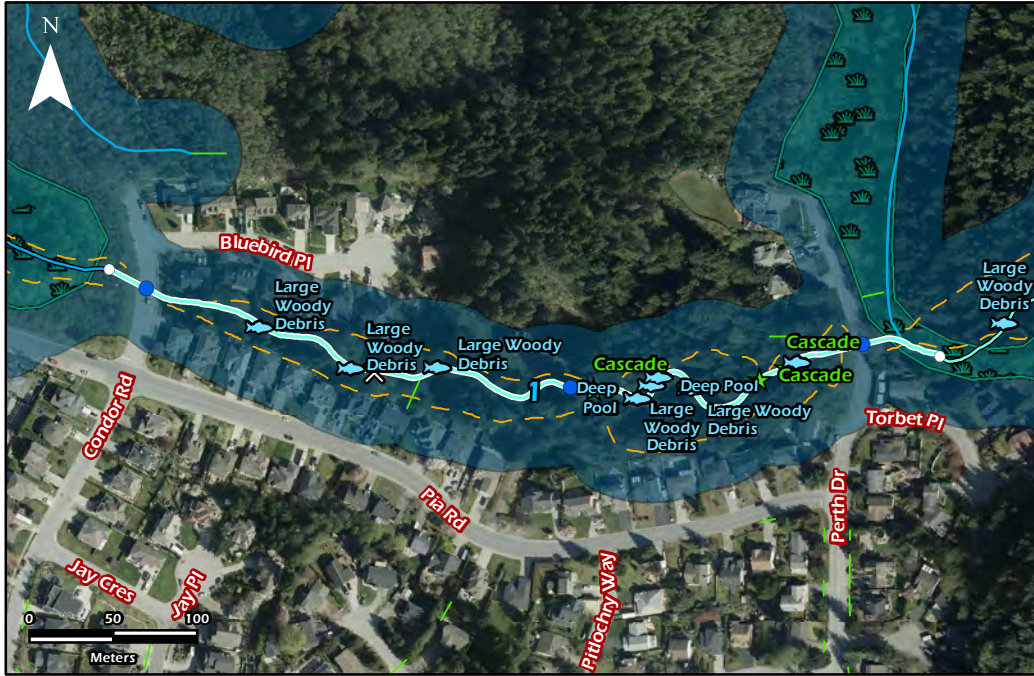 N
Bluebird Pl
Large
Woody
Debris
Large
Woody
Debris
Large Woody
Debris
Large
Woody
Debris
Cascade
Cascade
Cascade
1
Deep
Pool
Deep Pool
Large
Woody
Debris
Large Woody
Debris
Torbet Pl
Condor Rd
Pia Rd
Perth Dr
Pitlochry Way
Jay Cres
Jay Pl
0 50 100
Meters